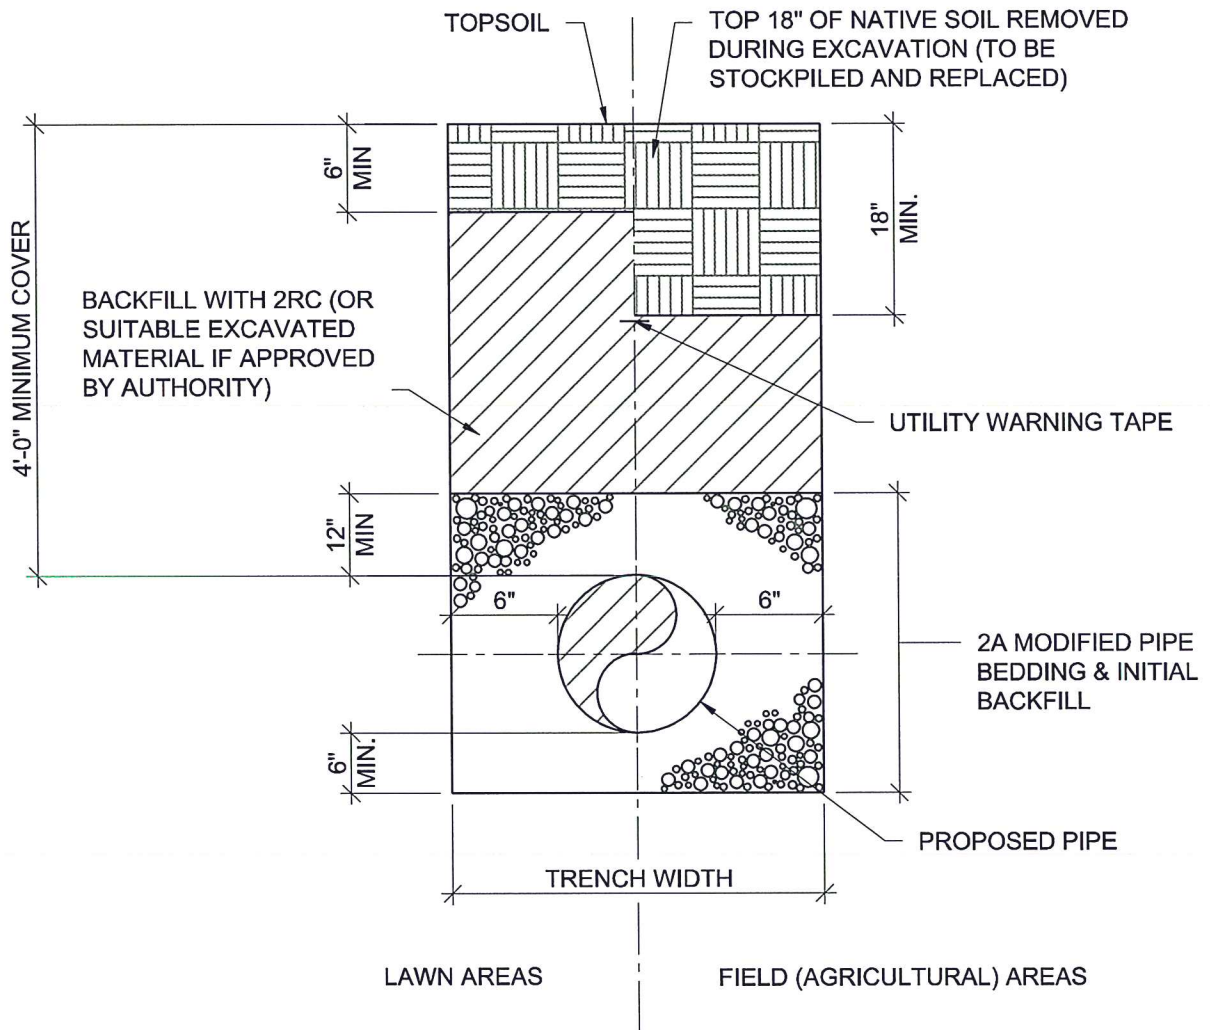 TOPSOIL
TOP 18" OF NATIVE SOIL REMOVED
DURING EXCAVATION (TO BE
STOCKPILED AND REPLACED)
6"
MIN
18"
MIN.
4'-0" MINIMUM COVER
BACKFILL WITH 2RC (OR
SUITABLE EXCAVATED
MATERIAL IF APPROVED
BY AUTHORITY)
UTILITY WARNING TAPE
12"
MIN
6"
6"
2A MODIFIED PIPE
BEDDING & INITIAL
BACKFILL
6"
MIN.
PROPOSED PIPE
TRENCH WIDTH
LAWN AREAS
FIELD (AGRICULTURAL) AREAS